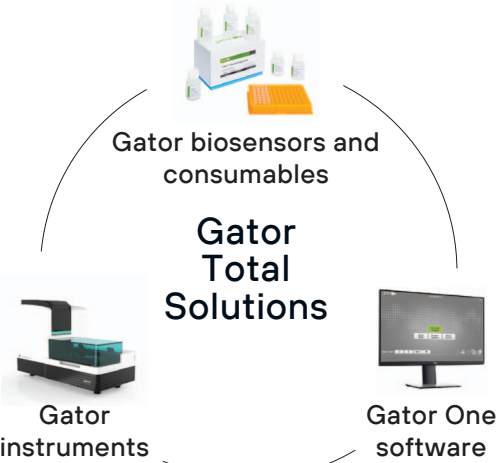 Gator biosensors and
consumables
Gator
Total
Solutions
Gator
instruments
Gator One
software